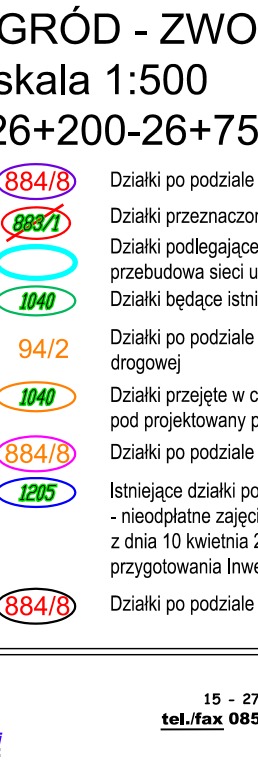 GRÓD - ZWO
skala 1:500
26+200-26+75
884/8 Działki po podziale
883/1 Działki przeznaczon
Działki podlegające
przebudowa sieci u
1040 Działki będące istni
94/2 Działki po podziale
drogowej
1040 Działki przejęte w c
pod projektowany p
884/8 Działki po podziale
1205 Istniejące działki po
- nieodpłatne zajęci
z dnia 10 kwietnia 2
przygotowania Inwe
884/8 Działki po podziale
15 - 27
tel./fax 085